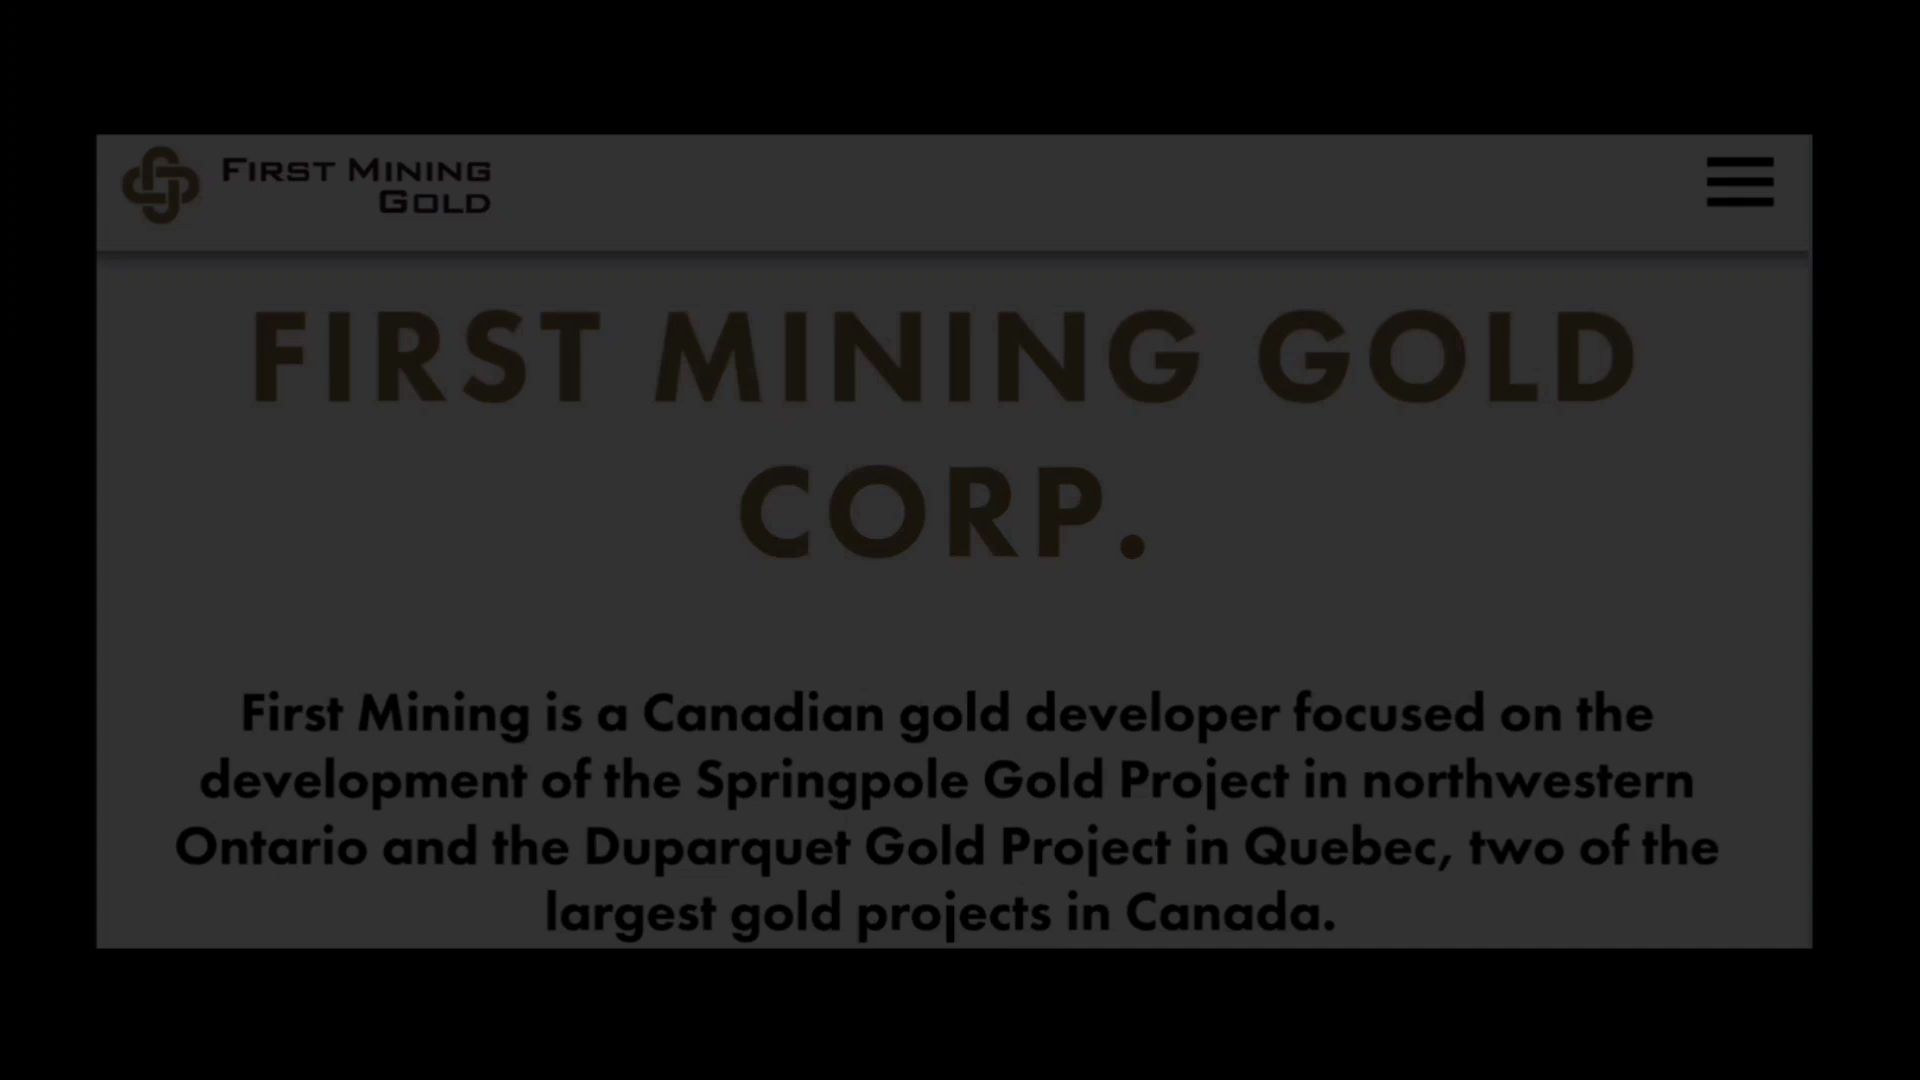 First Mining
Gold
FIRST MINING GOLD
CORP.
First Mining is a Canadian gold developer focused on the
development of the Springpole Gold Project in northwestern
Ontario and the Duparquet Gold Project in Quebec, two of the
largest gold projects in Canada.